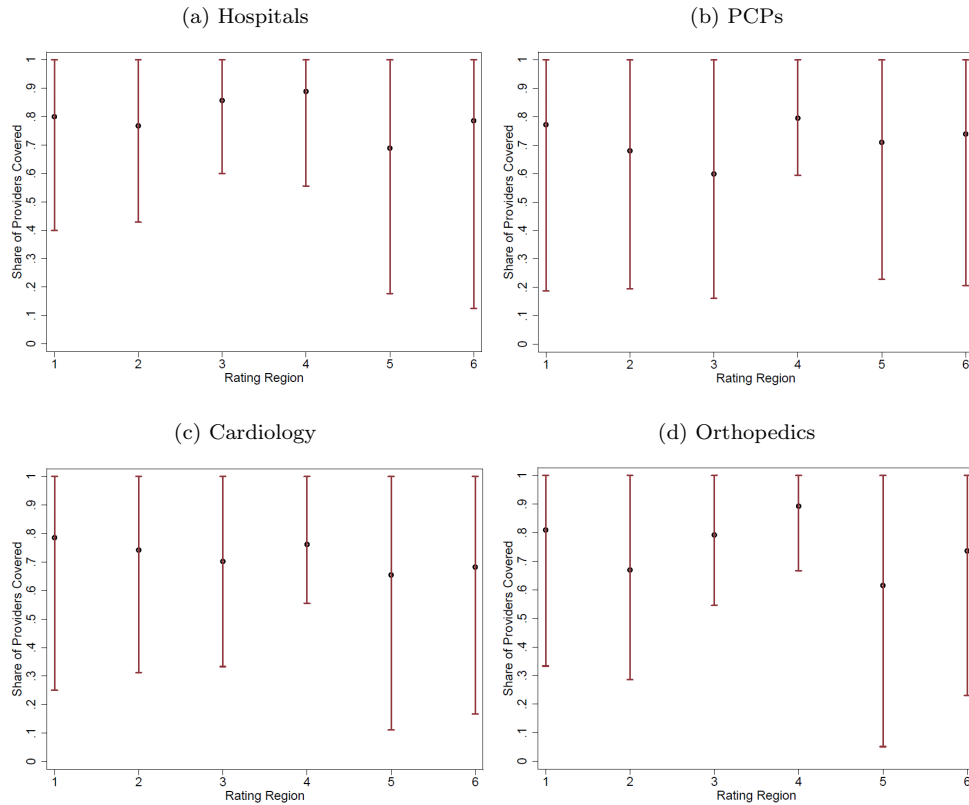 (a) Hospitals
Share of Providers Covered
1
.9
.8
.7
.6
.5
.4
.3
.2
.1
0
1 2 3 4 5 6
Rating Region
(b) PCPs
Share of Providers Covered
1
.9
.8
.7
.6
.5
.4
.3
.2
.1
0
1 2 3 4 5 6
Rating Region
(c) Cardiology
Share of Providers Covered
1
.9
.8
.7
.6
.5
.4
.3
.2
.1
0
1 2 3 4 5 6
Rating Region
(d) Orthopedics
Share of Providers Covered
1
.9
.8
.7
.6
.5
.4
.3
.2
.1
0
1 2 3 4 5 6
Rating Region